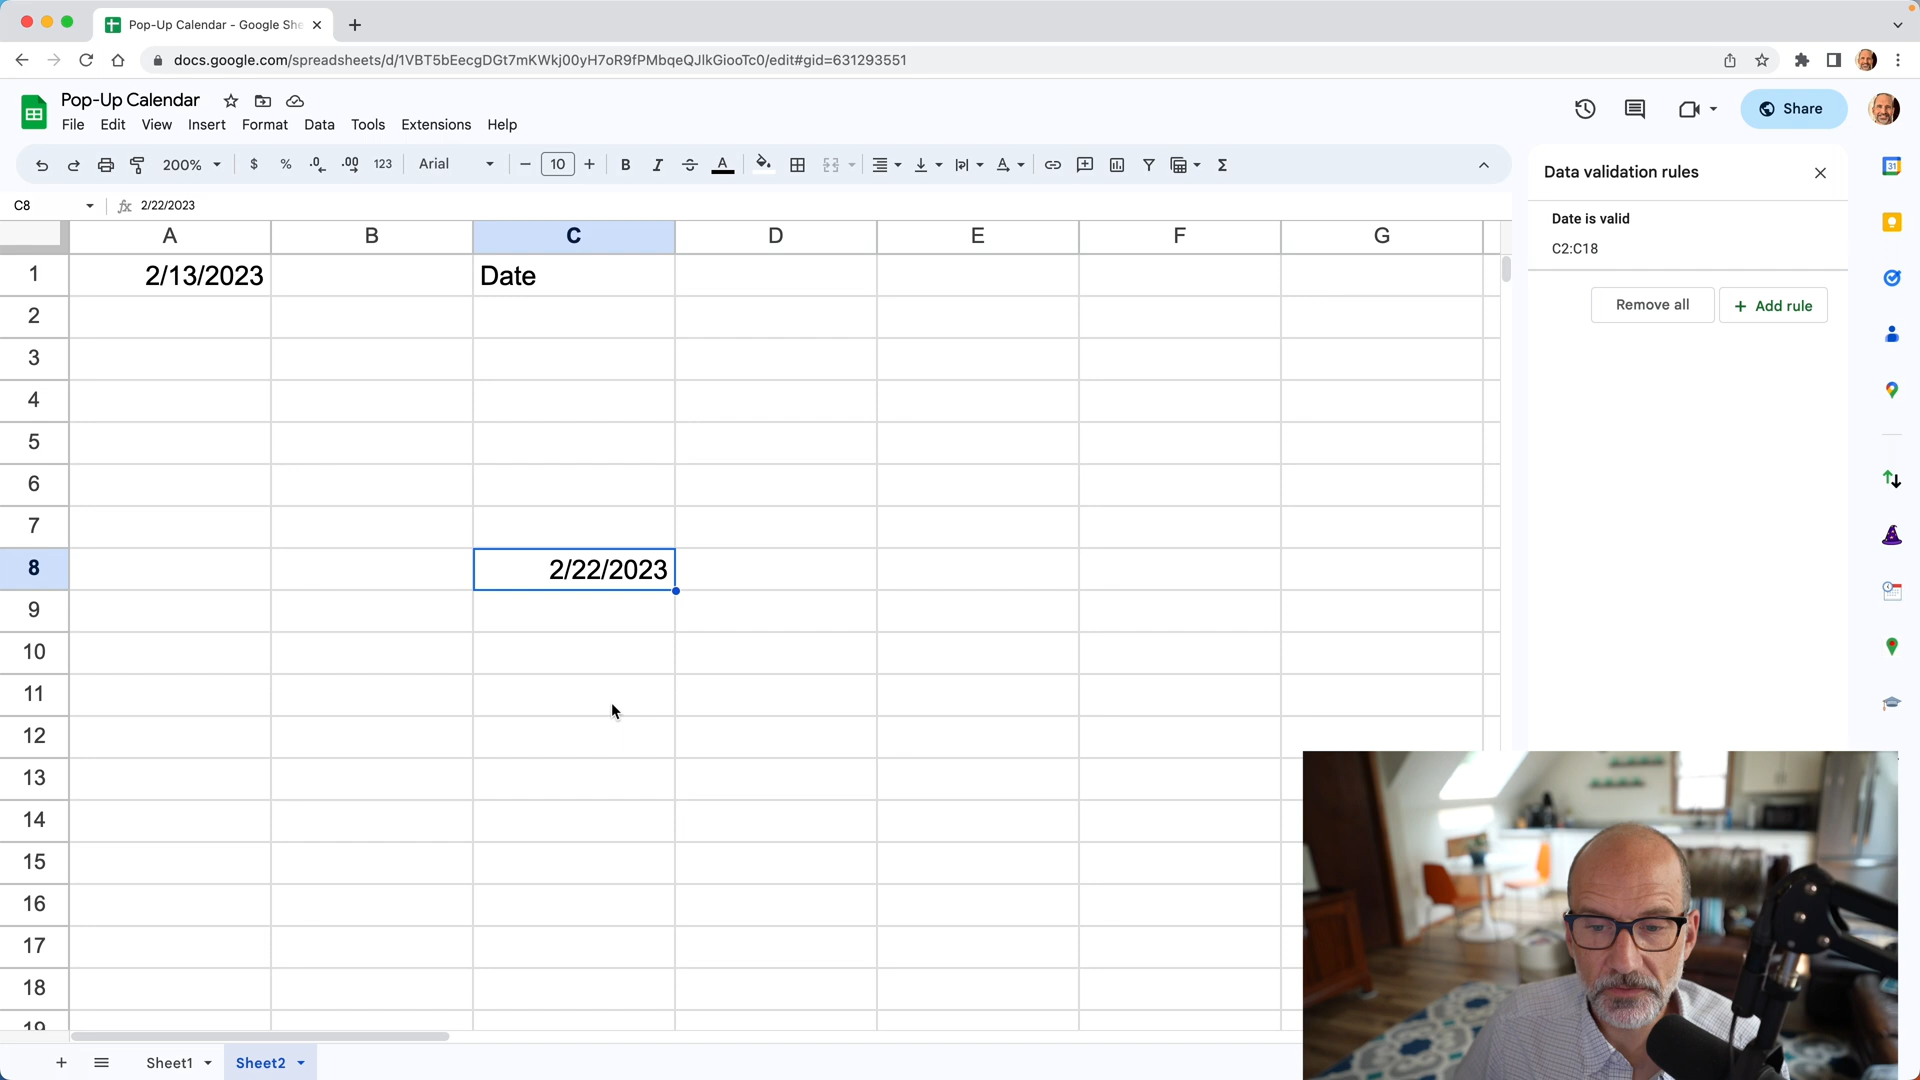 Pop-Up Calendar - Google She
docs.google.com/spreadsheets/d/1VBT5bEecgDGt7mKWkj00yH7oR9fPMbqeQJlkGiooTc0/edit#gid=631293551
Pop-Up Calendar
File Edit View Insert Format Data Tools Extensions Help
Share
200% $ % .0 .00 123 Arial 10 B I S A Σ
C8 fx 2/22/2023
Data validation rules
Date is valid
C2:C18
Remove all + Add rule
A B C D E F G
1 2/13/2023 Date
2
3
4
5
6
7
8 2/22/2023
9
10
11
12
13
14
15
16
17
18
19
Sheet1 Sheet2
31